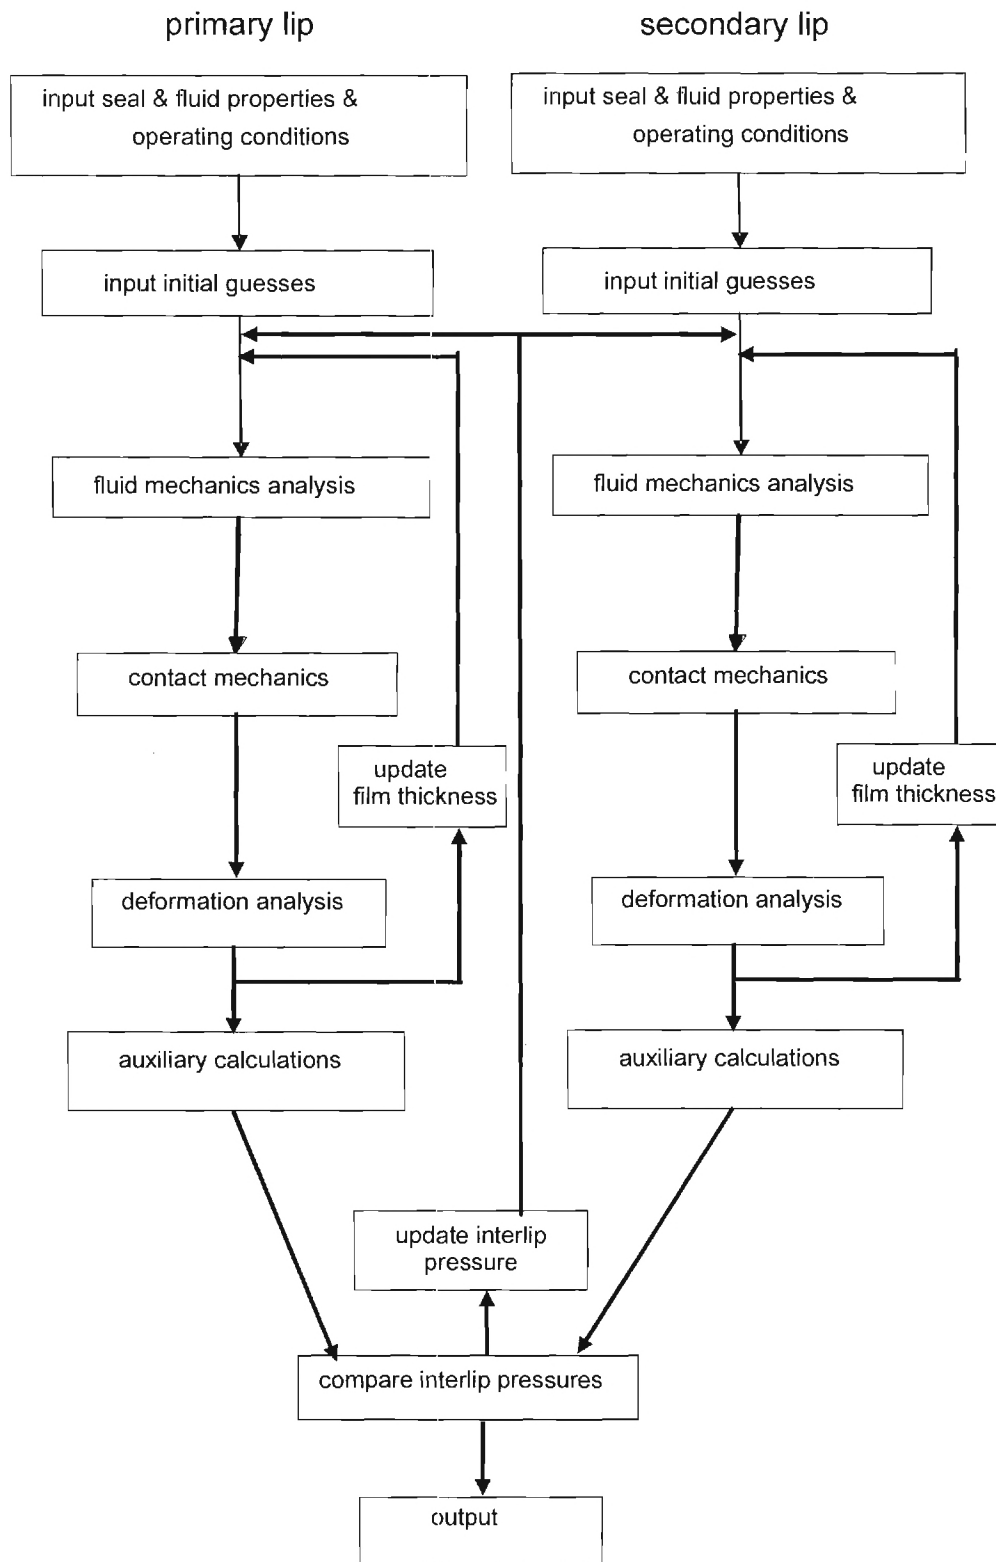 primary lip
secondary lip
input seal & fluid properties &
operating conditions
input seal & fluid properties &
operating conditions
input initial guesses
input initial guesses
fluid mechanics analysis
fluid mechanics analysis
contact mechanics
contact mechanics
update
film thickness
update
film thickness
deformation analysis
deformation analysis
auxiliary calculations
auxiliary calculations
update interlip
pressure
compare interlip pressures
output